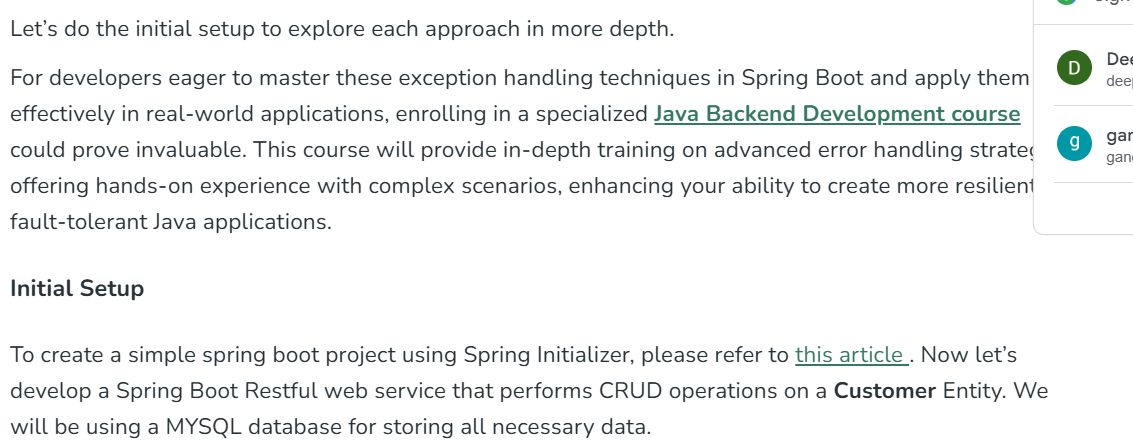 Let’s do the initial setup to explore each approach in more depth.
For developers eager to master these exception handling techniques in Spring Boot and apply them
effectively in real-world applications, enrolling in a specialized Java Backend Development course
could prove invaluable. This course will provide in-depth training on advanced error handling
offering hands-on experience with complex scenarios, enhancing your ability to create more resilient
fault-tolerant Java applications.
D
g
Initial Setup
To create a simple spring boot project using Spring Initializer, please refer to this article . Now let’s
develop a Spring Boot Restful web service that performs CRUD operations on a Customer Entity. We
will be using a MYSQL database for storing all necessary data.